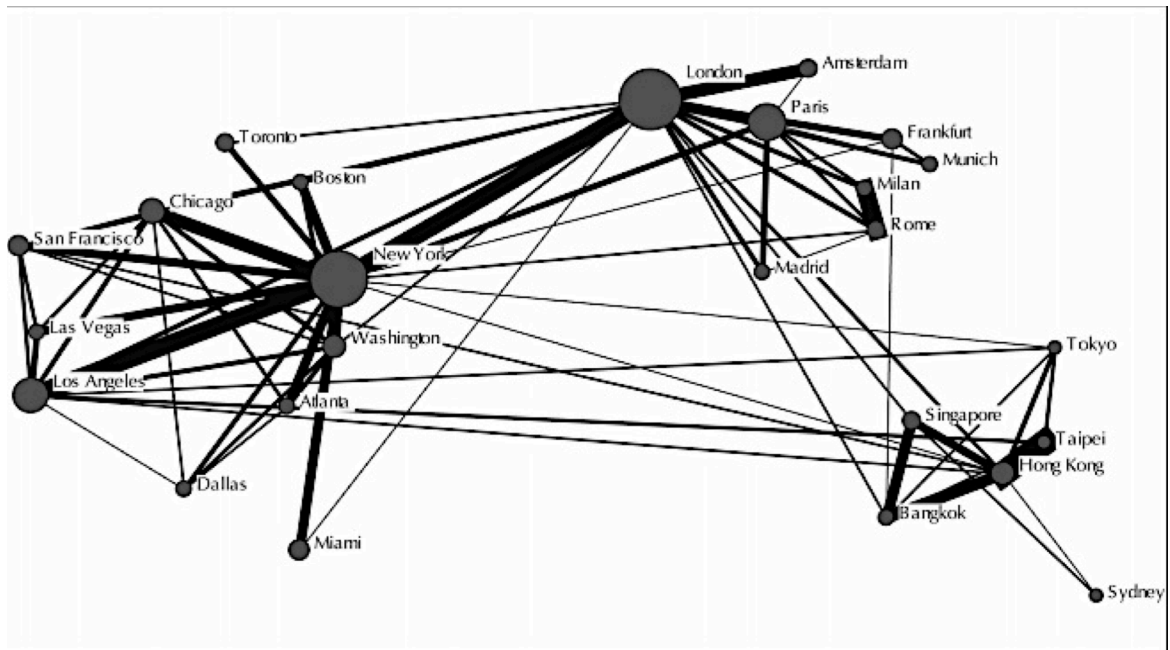 London
Amsterdam
Paris
Toronto
Frankfurt
Munich
Boston
Milan
Chicago
Rome
San Francisco
New York
Madrid
Las Vegas
Washington
Tokyo
Los Angeles
Atlanta
Singapore
Taipei
Hong Kong
Dallas
Bangkok
Miami
Sydney